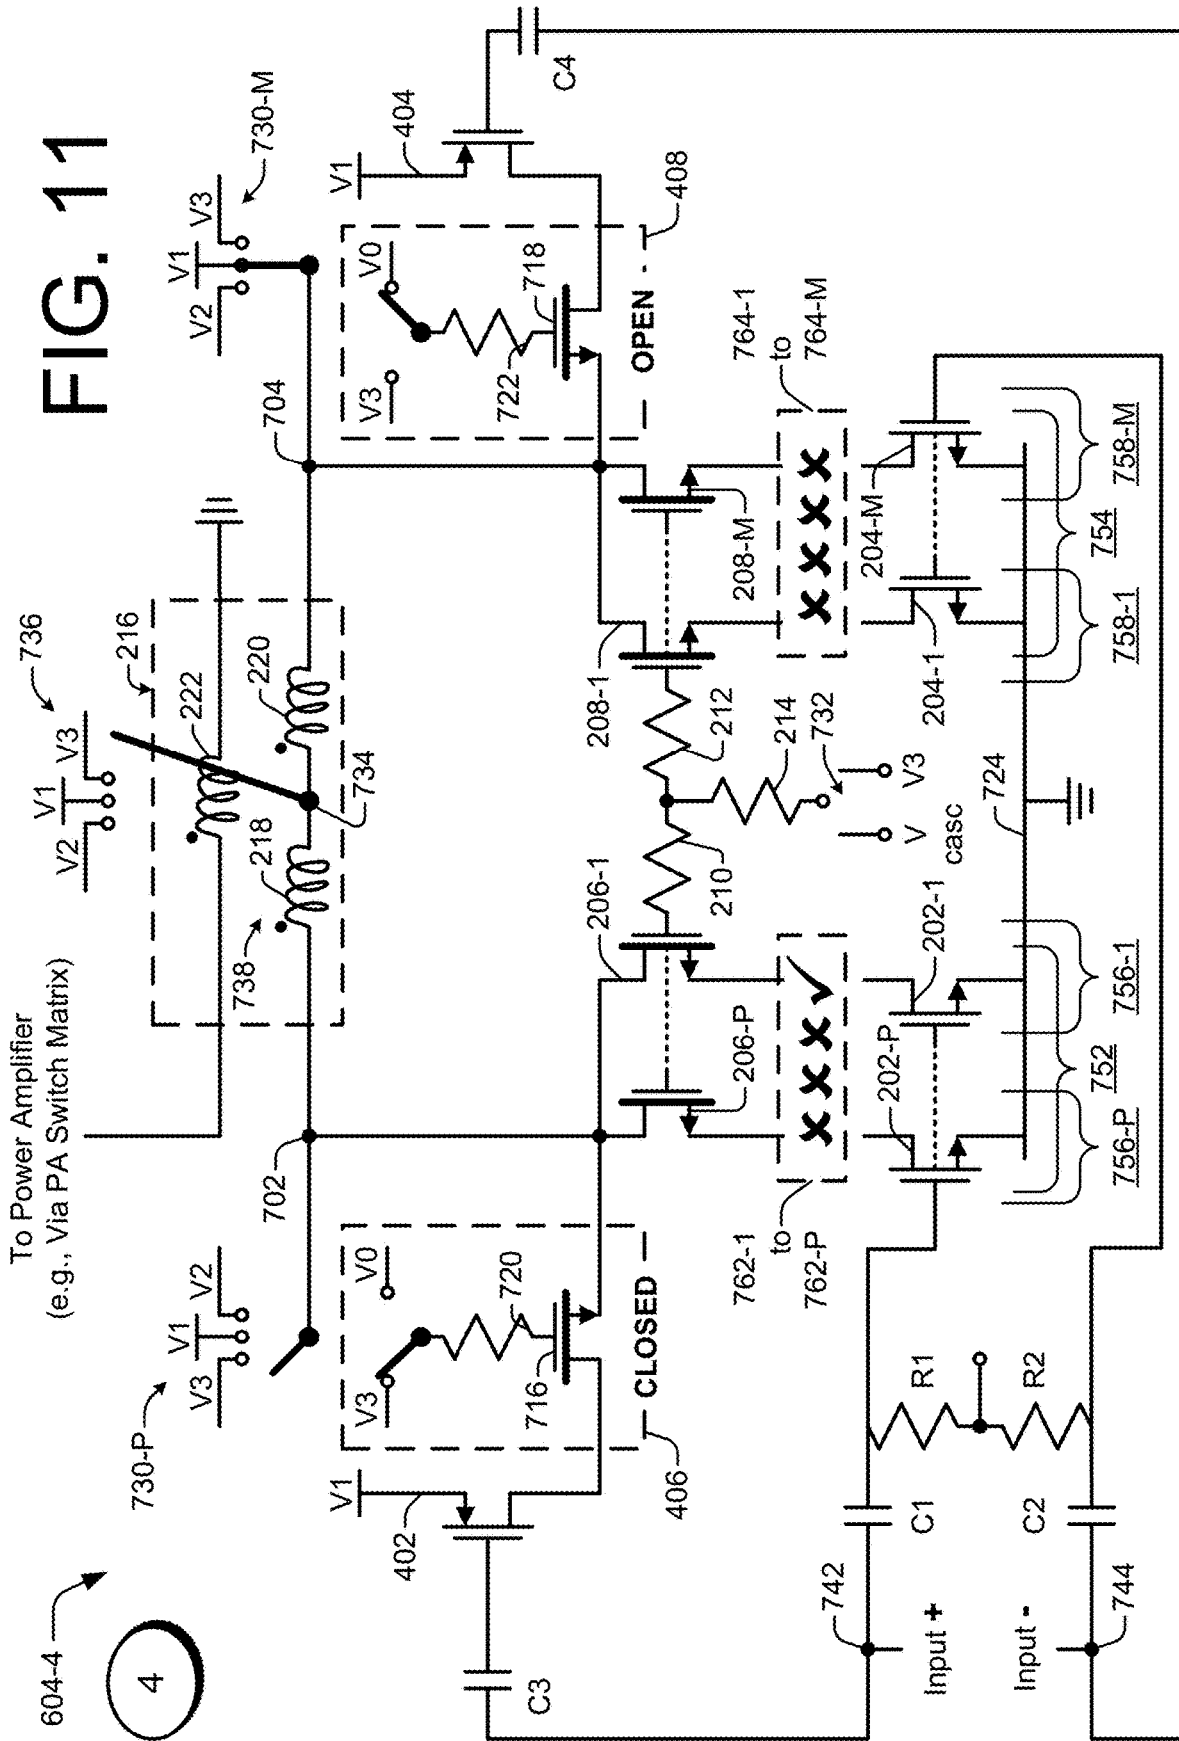 FIG. 11
604-4
4
To Power Amplifier
(e.g., Via PA Switch Matrix)
730-P
V3
V1
V2
702
736
V2
V1
V3
216
222
218
220
738
734
704
730-M
V2
V1
V3
V1
402
V3
V0
720
716
CLOSED
406
V1
404
V3
V0
722
718
OPEN
408
C3
C4
206-1
206-P
210
212
214
732
V casc
V3
208-1
208-M
762-1
to
762-P
764-1
to
764-M
202-P
202-1
204-1
204-M
724
756-P
752
756-1
758-1
754
758-M
742
Input +
C1
R1
R2
C2
Input -
744